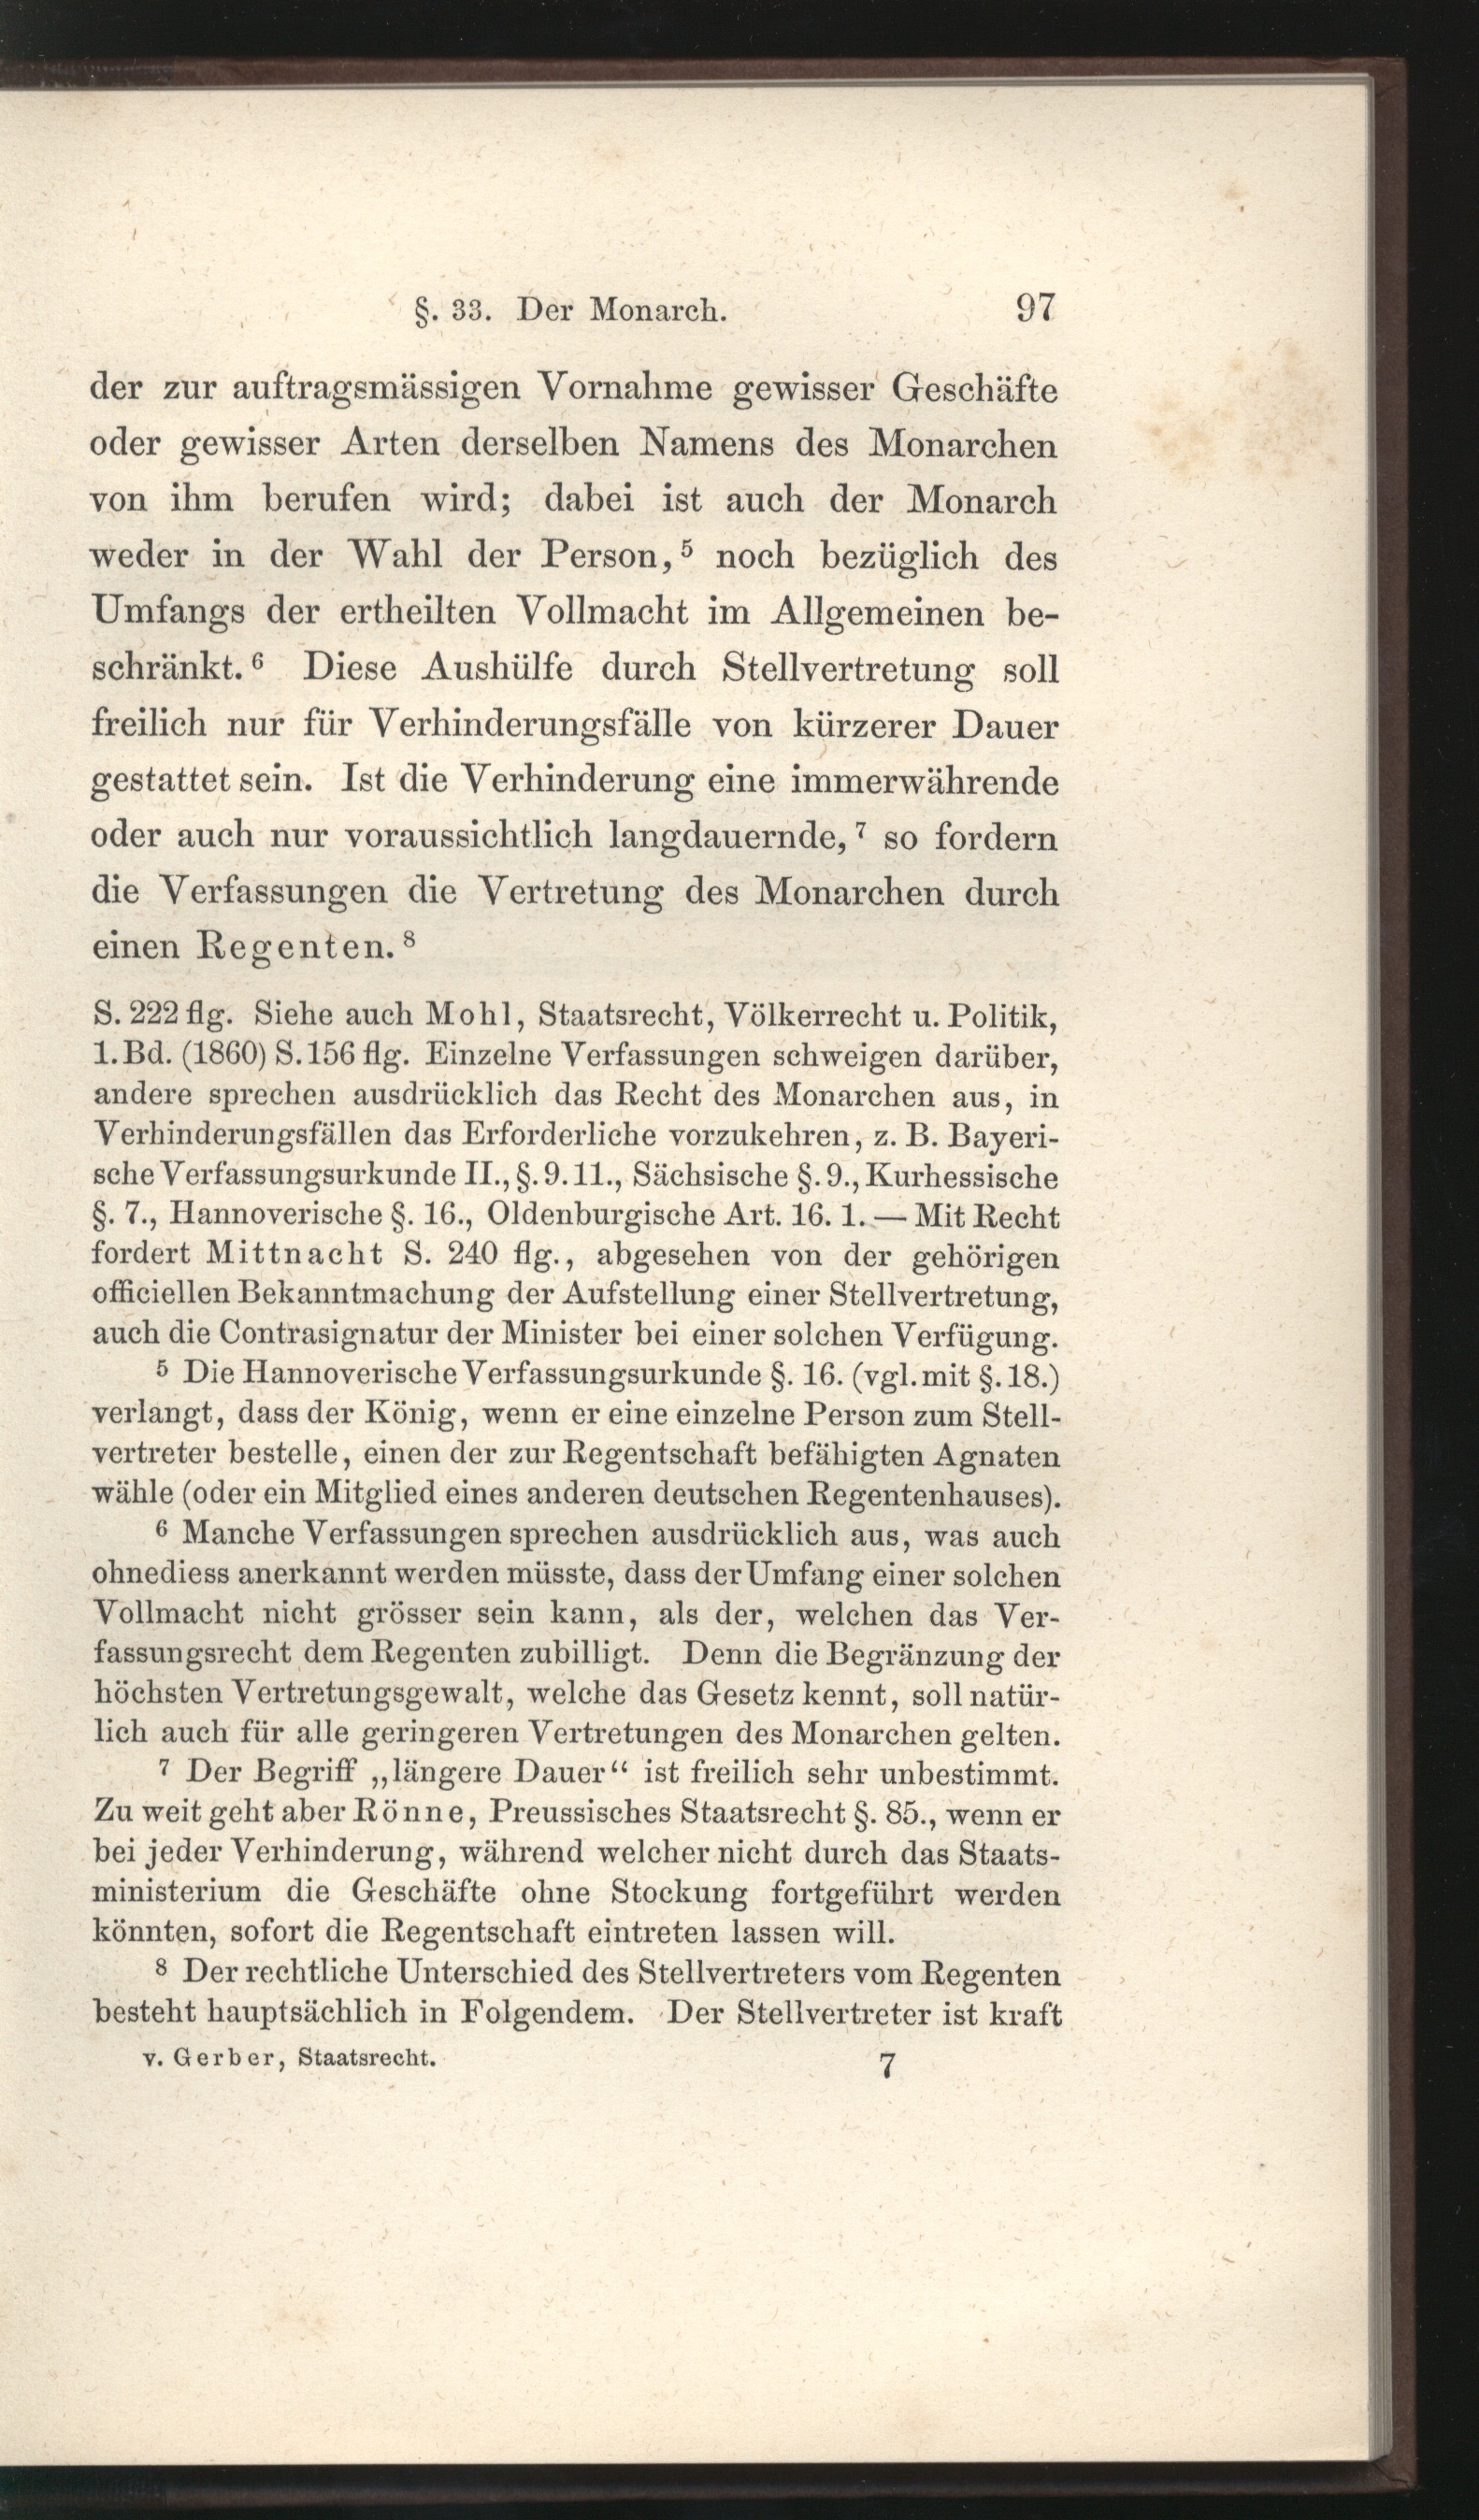 §. 33. Der Monarch. 97
der zur auftragsmässigen Vornahme gewisser Geschäfte
oder gewisser Arten derselben Namens des Monarchen
von ihm berufen wird; dabei ist auch der Monarch
weder in der Wahl der Person,⁵ noch bezüglich des
Umfangs der ertheilten Vollmacht im Allgemeinen be-
schränkt.⁶ Diese Aushülfe durch Stellvertretung soll
freilich nur für Verhinderungsfälle von kürzerer Dauer
gestattet sein. Ist die Verhinderung eine immerwährende
oder auch nur voraussichtlich langdauernde,⁷ so fordern
die Verfassungen die Vertretung des Monarchen durch
einen Regenten.⁸
S. 222 flg. Siehe auch Mohl, Staatsrecht, Völkerrecht u. Politik,
1. Bd. (1860) S. 156 flg. Einzelne Verfassungen schweigen darüber,
andere sprechen ausdrücklich das Recht des Monarchen aus, in
Verhinderungsfällen das Erforderliche vorzukehren, z. B. Bayeri-
sche Verfassungsurkunde II., §. 9. 11., Sächsische §. 9., Kurhessische
§. 7., Hannoverische §. 16., Oldenburgische Art. 16. 1. — Mit Recht
fordert Mittnacht S. 240 flg., abgesehen von der gehörigen
officiellen Bekanntmachung der Aufstellung einer Stellvertretung,
auch die Contrasignatur der Minister bei einer solchen Verfügung.
⁵ Die Hannoverische Verfassungsurkunde §. 16. (vgl. mit §. 18.)
verlangt, dass der König, wenn er eine einzelne Person zum Stell-
vertreter bestelle, einen der zur Regentschaft befähigten Agnaten
wähle (oder ein Mitglied eines anderen deutschen Regentenhauses).
⁶ Manche Verfassungen sprechen ausdrücklich aus, was auch
ohnediess anerkannt werden müsste, dass der Umfang einer solchen
Vollmacht nicht grösser sein kann, als der, welchen das Ver-
fassungsrecht dem Regenten zubilligt. Denn die Begränzung der
höchsten Vertretungsgewalt, welche das Gesetz kennt, soll natür-
lich auch für alle geringeren Vertretungen des Monarchen gelten.
⁷ Der Begriff „längere Dauer“ ist freilich sehr unbestimmt.
Zu weit geht aber Rönne, Preussisches Staatsrecht §. 85., wenn er
bei jeder Verhinderung, während welcher nicht durch das Staats-
ministerium die Geschäfte ohne Stockung fortgeführt werden
könnten, sofort die Regentschaft eintreten lassen will.
⁸ Der rechtliche Unterschied des Stellvertreters vom Regenten
besteht hauptsächlich in Folgendem. Der Stellvertreter ist kraft
v. Gerber, Staatsrecht. 7